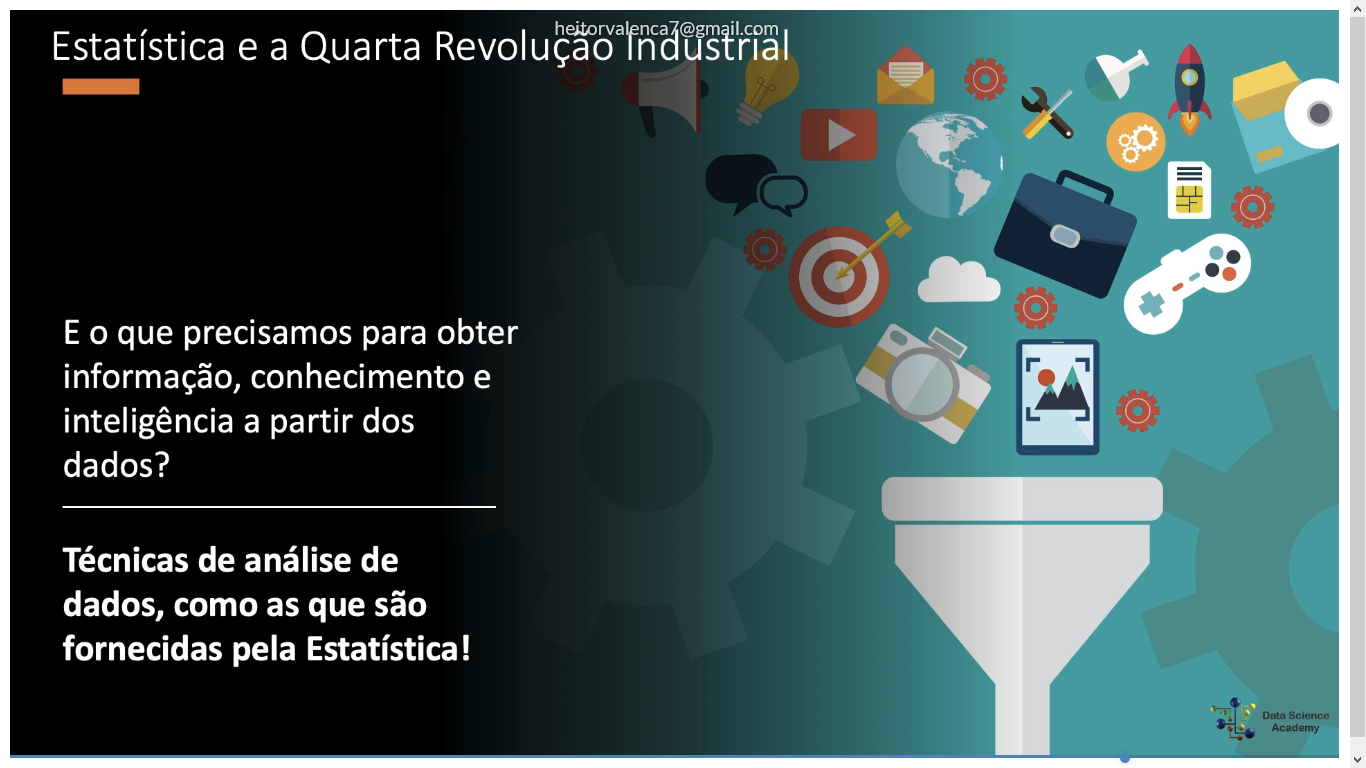 heitorvalenca7@gmail.com
Estatística e a Quarta Revolução Industrial
E o que precisamos para obter
informação, conhecimento e
inteligência a partir dos
dados?
Técnicas de análise de
dados, como as que são
fornecidas pela Estatística!
Data Science
Academy